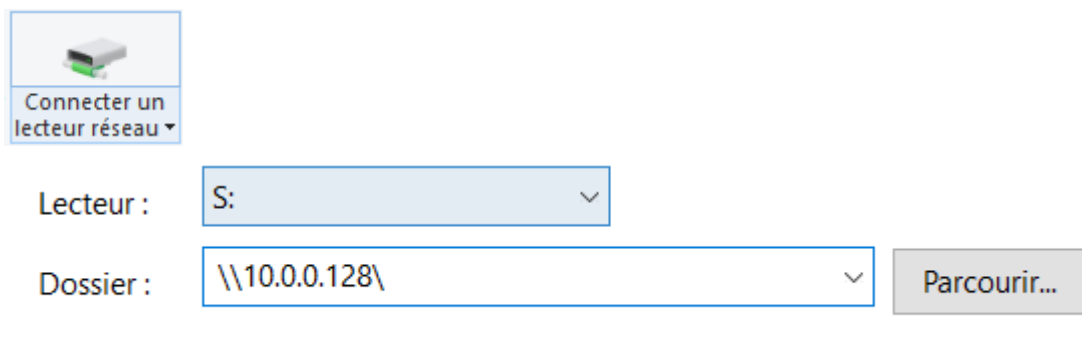 Connecter un
lecteur réseau
Lecteur : S:
Dossier : \\10.0.0.128\ Parcourir...